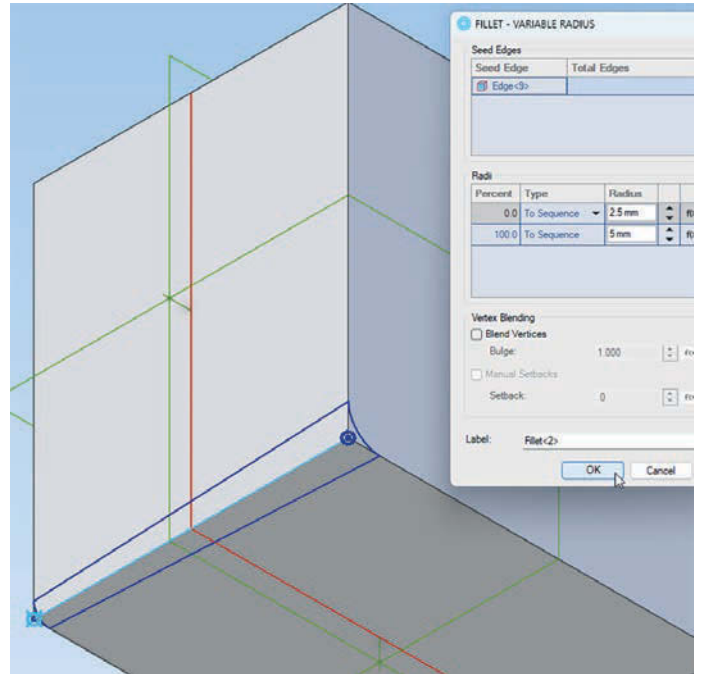 FILLET - VARIABLE RADIUS
Seed Edges
Seed Edge Total Edges
Edge<9>
Radii
Percent Type Radius
0.0 To Sequence 2.5 mm
100.0 To Sequence 5 mm
Vertex Blending
Blend Vertices
Bulge: 1.000
Manual Setbacks
Setback: 0
Label: Fillet<2>
OK Cancel